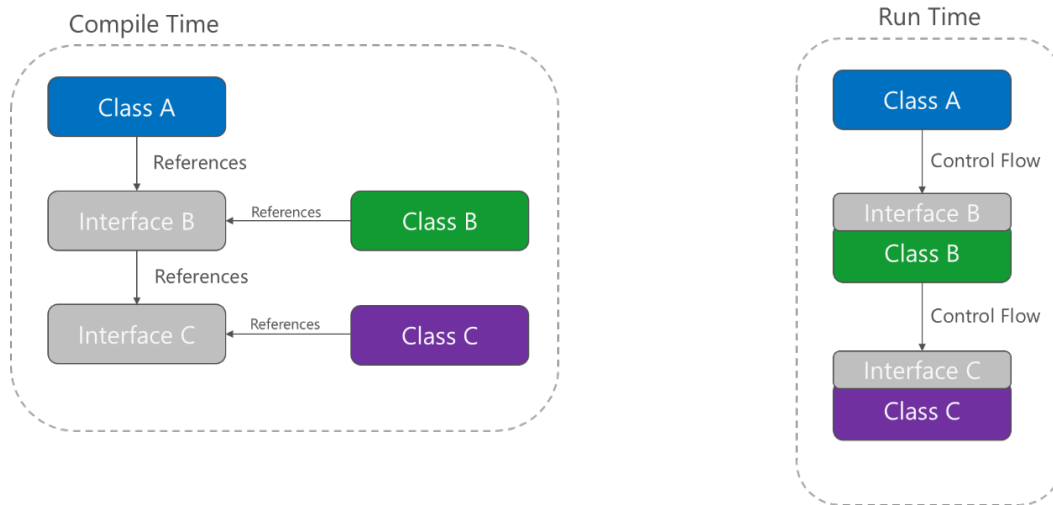 Compile Time
Class A
References
Interface B
References
Class B
References
Interface C
References
Class C
Run Time
Class A
Control Flow
Interface B
Class B
Control Flow
Interface C
Class C